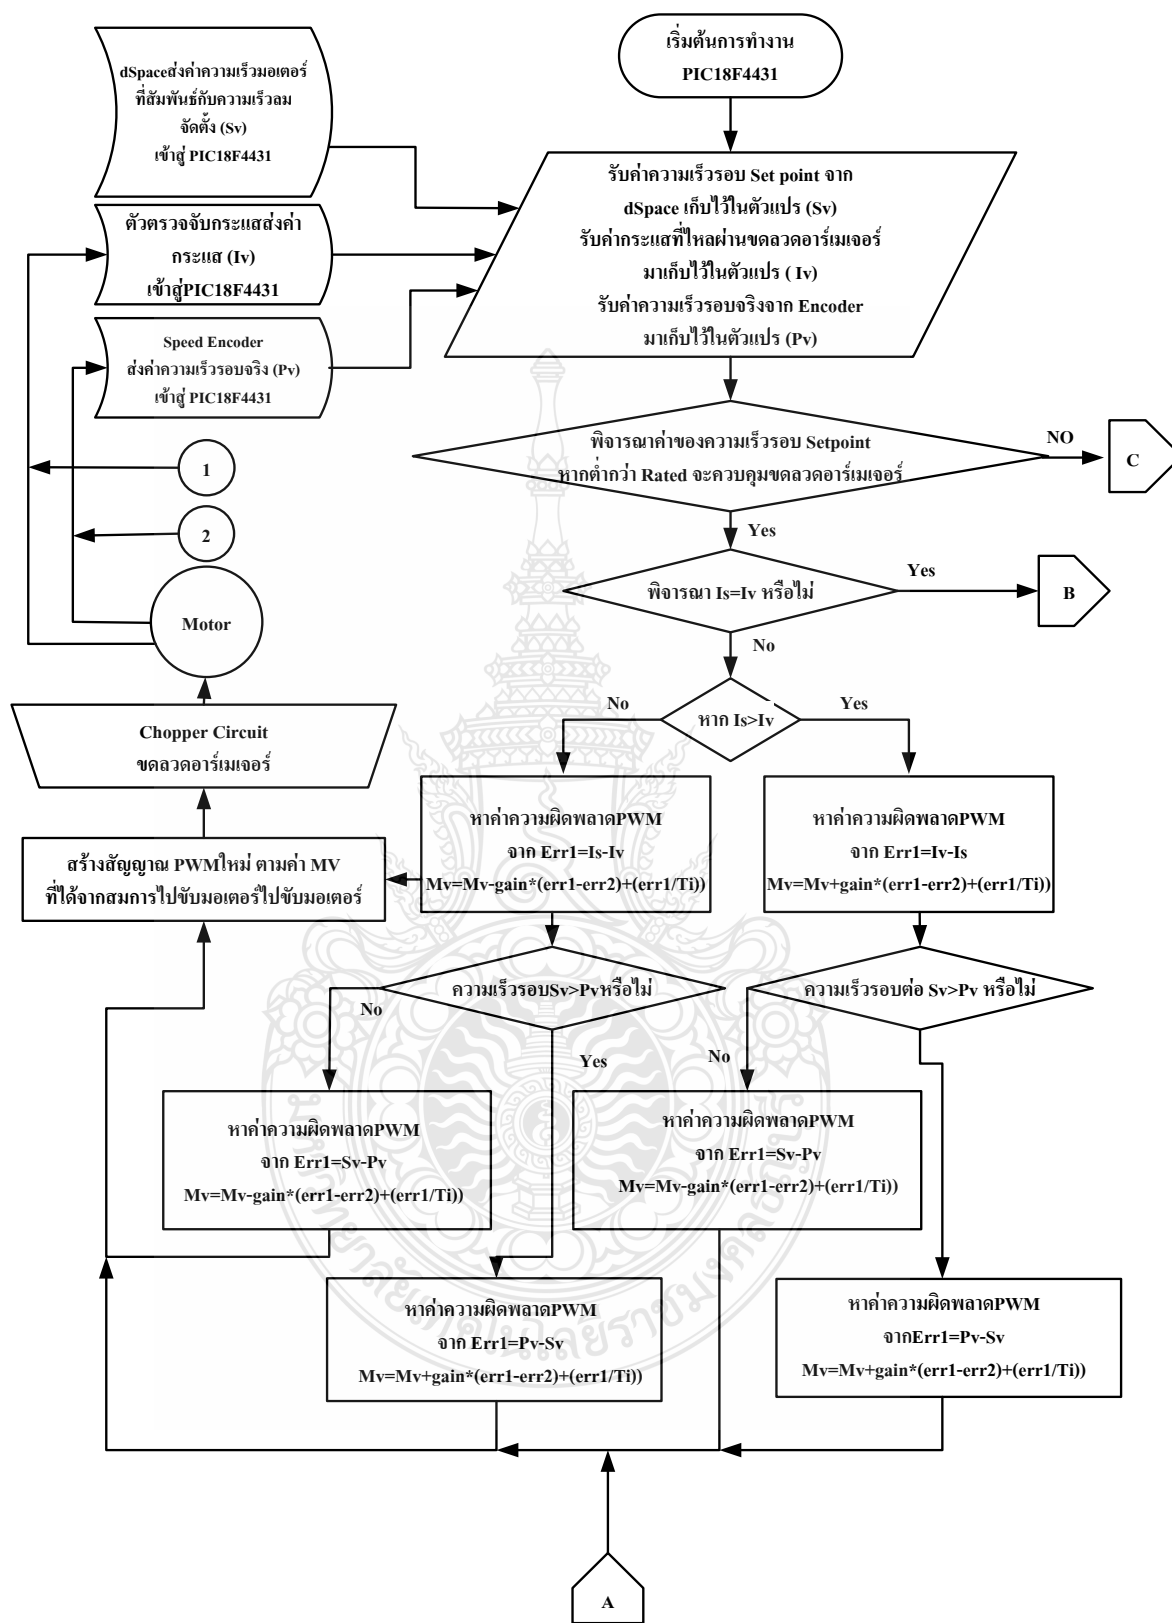 เริ่มต้นการทำงาน
PIC18F4431
dSpaceส่งค่าความเร็วมอเตอร์
ที่สัมพันธ์กับความเร็วลม
จัดตั้ง (Sv)
เข้าสู่ PIC18F4431
รับค่าความเร็วรอบ Set point จาก
dSpace เก็บไว้ในตัวแปร (Sv)
รับค่ากระแสที่ไหลผ่านขดลวดอาร์เมเจอร์
มาเก็บไว้ในตัวแปร ( Iv)
รับค่าความเร็วรอบจริงจาก Encoder
มาเก็บไว้ในตัวแปร (Pv)
ตัวตรวจจับกระแสส่งค่า
กระแส (Iv)
เข้าสู่PIC18F4431
Speed Encoder
ส่งค่าความเร็วรอบจริง (Pv)
เข้าสู่ PIC18F4431
พิจารณาค่าของความเร็วรอบ Setpoint
หากต่ำกว่า Rated จะควบคุมขดลวดอาร์เมเจอร์
NO
C
1
2
Yes
พิจารณา Is=Iv หรือไม่
Yes
B
Motor
No
หาก Is>Iv
No
Yes
Chopper Circuit
ขดลวดอาร์เมเจอร์
หาค่าความผิดพลาดPWM
จาก Err1=Is-Iv
Mv=Mv-gain*(err1-err2)+(err1/Ti))
หาค่าความผิดพลาดPWM
จาก Err1=Iv-Is
Mv=Mv+gain*(err1-err2)+(err1/Ti))
สร้างสัญญาณ PWMใหม่ ตามค่า MV
ที่ได้จากสมการไปขับมอเตอร์ไปขับมอเตอร์
ความเร็วรอบSv>Pvหรือไม่
ความเร็วรอบต่อ Sv>Pv หรือไม่
No
Yes
No
หาค่าความผิดพลาดPWM
จาก Err1=Sv-Pv
Mv=Mv-gain*(err1-err2)+(err1/Ti))
หาค่าความผิดพลาดPWM
จาก Err1=Sv-Pv
Mv=Mv-gain*(err1-err2)+(err1/Ti))
หาค่าความผิดพลาดPWM
จาก Err1=Pv-Sv
Mv=Mv+gain*(err1-err2)+(err1/Ti))
หาค่าความผิดพลาดPWM
จากErr1=Pv-Sv
Mv=Mv+gain*(err1-err2)+(err1/Ti))
A
มหาวิทยาลัยเทคโนโลยีราชมงคลธัญบุรี